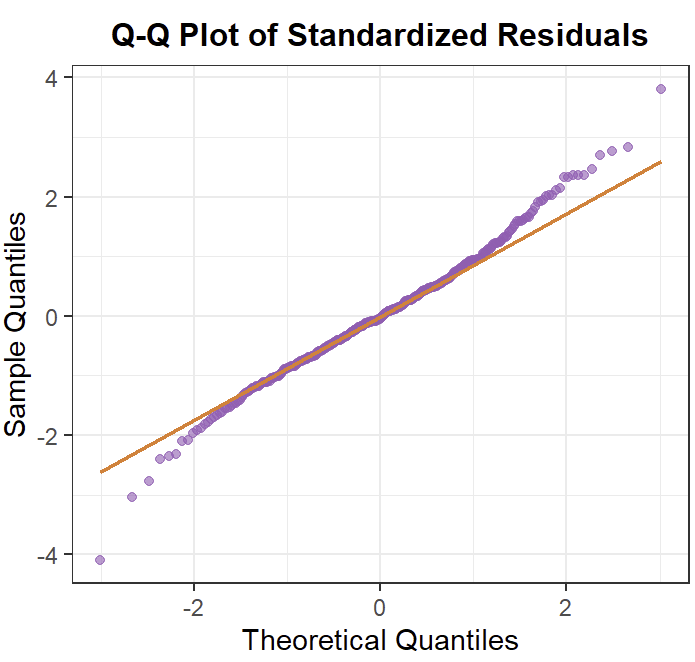 Q-Q Plot of Standardized Residuals
Sample Quantiles
4
2
0
-2
-4
-2
0
2
Theoretical Quantiles